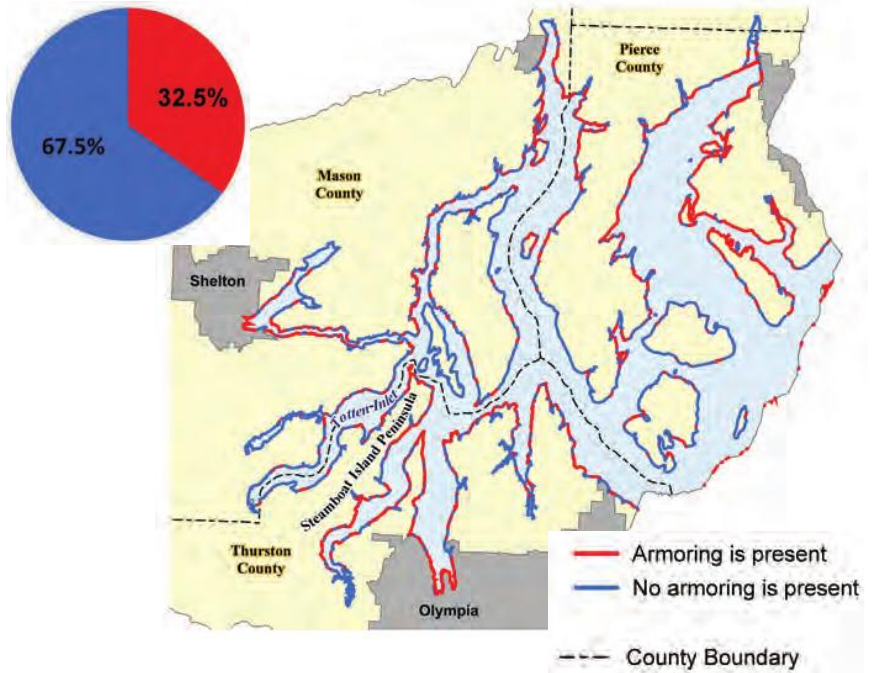 32.5%
67.5%
Pierce
County
Mason
County
Shelton
Totten-Inlet
Steamboat Island Peninsula
Thurston
County
Olympia
Armoring is present
No armoring is present
County Boundary